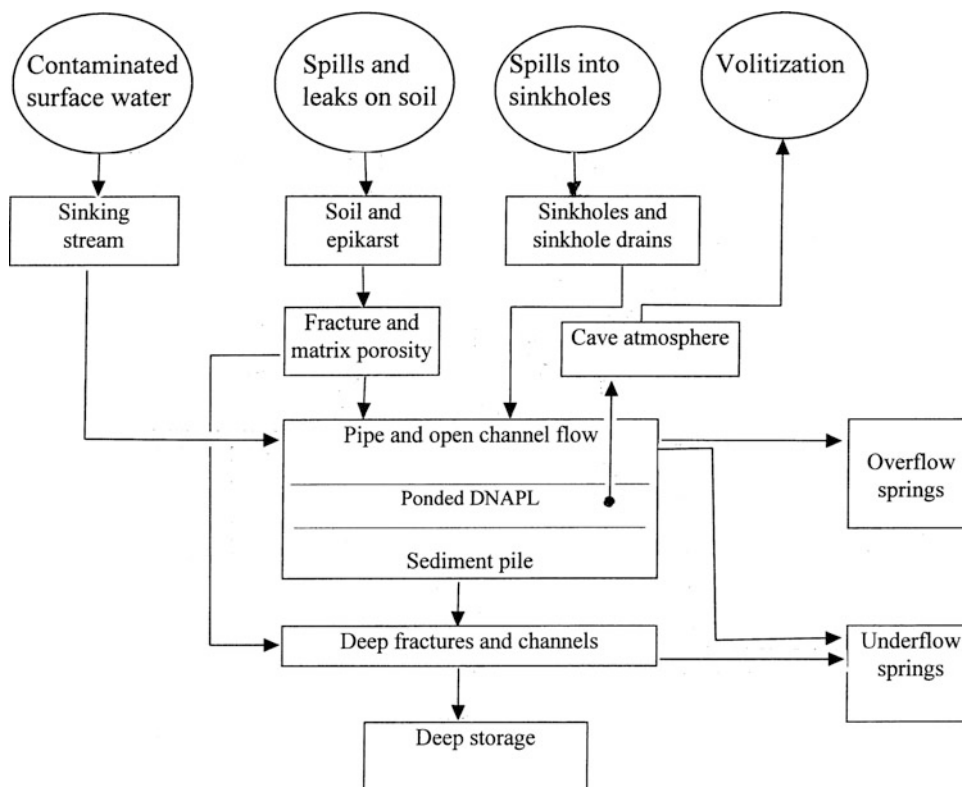 Contaminated
surface water
Spills and
leaks on soil
Spills into
sinkholes
Volitization
Sinking
stream
Soil and
epikarst
Sinkholes and
sinkhole drains
Fracture and
matrix porosity
Cave atmosphere
Pipe and open channel flow
Ponded DNAPL
Sediment pile
Overflow
springs
Deep fractures and channels
Underflow
springs
Deep storage